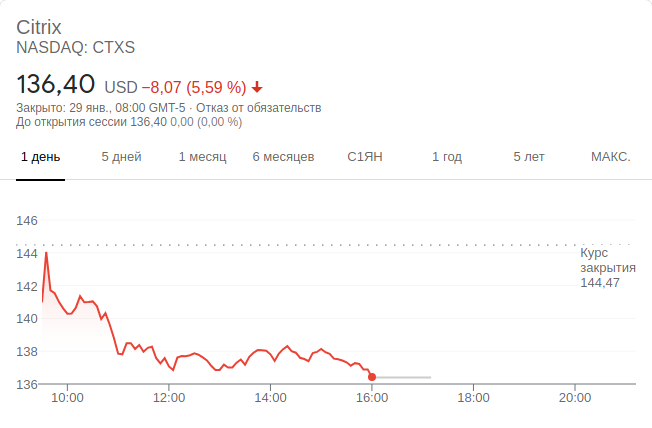 Citrix
NASDAQ: CTXS
136,40 USD −8,07 (5,59 %)
Закрыто: 29 янв., 08:00 GMT-5 · Отказ от обязательств
До открытия сессии 136,40 0,00 (0,00 %)
1 день 5 дней 1 месяц 6 месяцев С1ЯН 1 год 5 лет МАКС.
146
144
142
140
138
136
Курс
закрытия
144,47
10:00 12:00 14:00 16:00 18:00 20:00